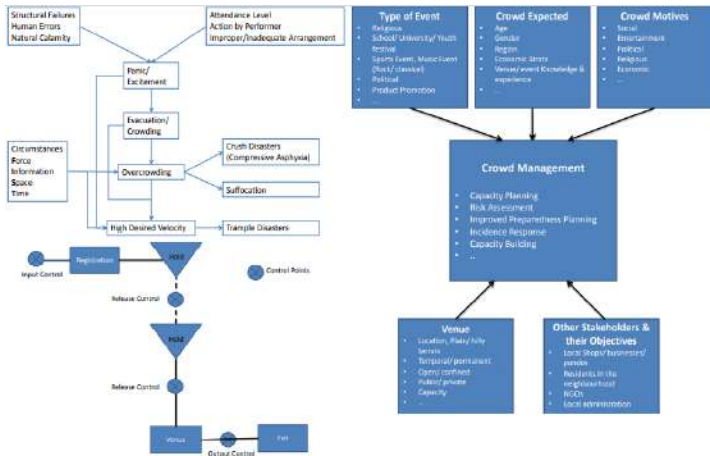 Structural Failures
Human Errors
Natural Calamity
Attendance Level
Action by Performer
Improper/Inadequate Arrangement
Panic/
Excitement
Evacuation/
Crowding
Circumstances
Force
Information
Space
Time
Overcrowding
Crush Disasters
(Compressive Asphyxia)
Suffocation
High Desired Velocity
Trample Disasters
Input Control
Registration
Hold
Control Points
Release Control
Hold
Release Control
Venue
Output Control
Exit
Type of Event
• Religious
• School/ University/ Youth
festival
• Sports Event, Music Event
(Rock/ classical)
• Political
• Product Promotion
• ...
Crowd Expected
• Age
• Gender
• Region
• Economic Strata
• Venue/ event Knowledge &
experience
• ...
Crowd Motives
• Social
• Entertainment
• Political
• Religious
• Economic
• ...
Crowd Management
• Capacity Planning
• Risk Assessment
• Improved Preparedness Planning
• Incidence Response
• Capacity Building
• ..
Venue
• Location, Plain/ hilly
terrain
• Temporal/ permanent
• Open/ confined
• Public/ private
• Capacity
• ...
Other Stakeholders &
their Objectives
• Local Shops/ businesses/
pandas
• Residents in the
neighbourhood
• NGOs
• Local administration